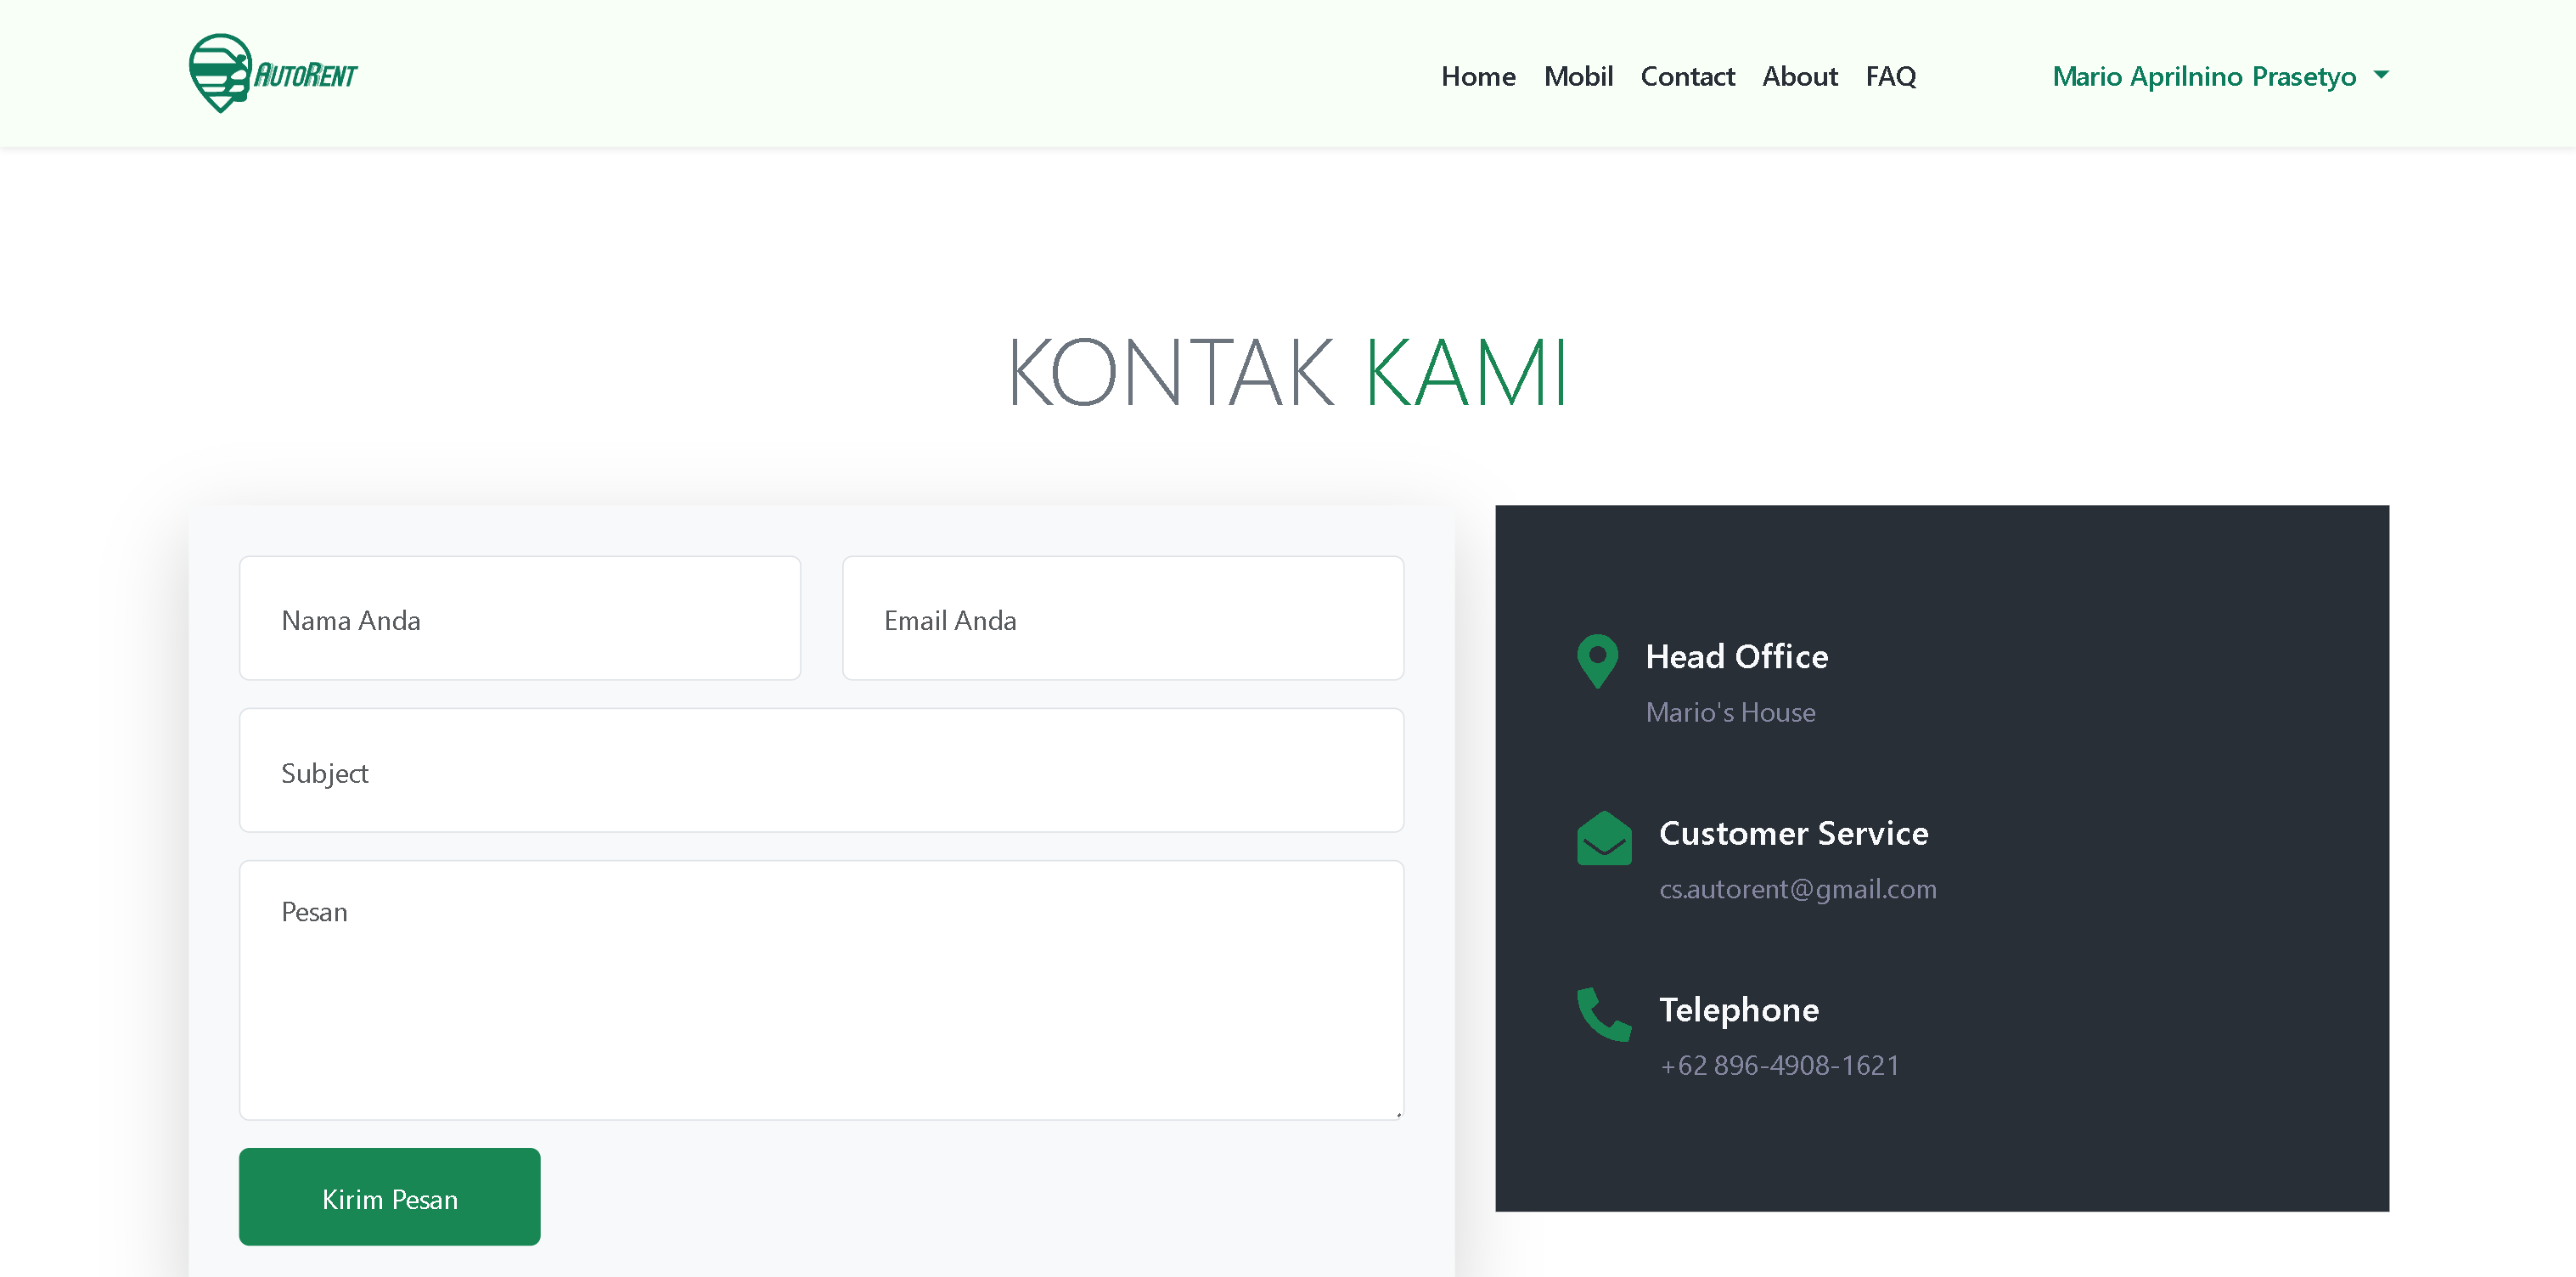 AUTORENT
Home Mobil Contact About FAQ Mario Aprilnino Prasetyo
KONTAK KAMI
Nama Anda
Email Anda
Subject
Pesan
Kirim Pesan
Head Office
Mario's House
Customer Service
cs.autorent@gmail.com
Telephone
+62 896-4908-1621